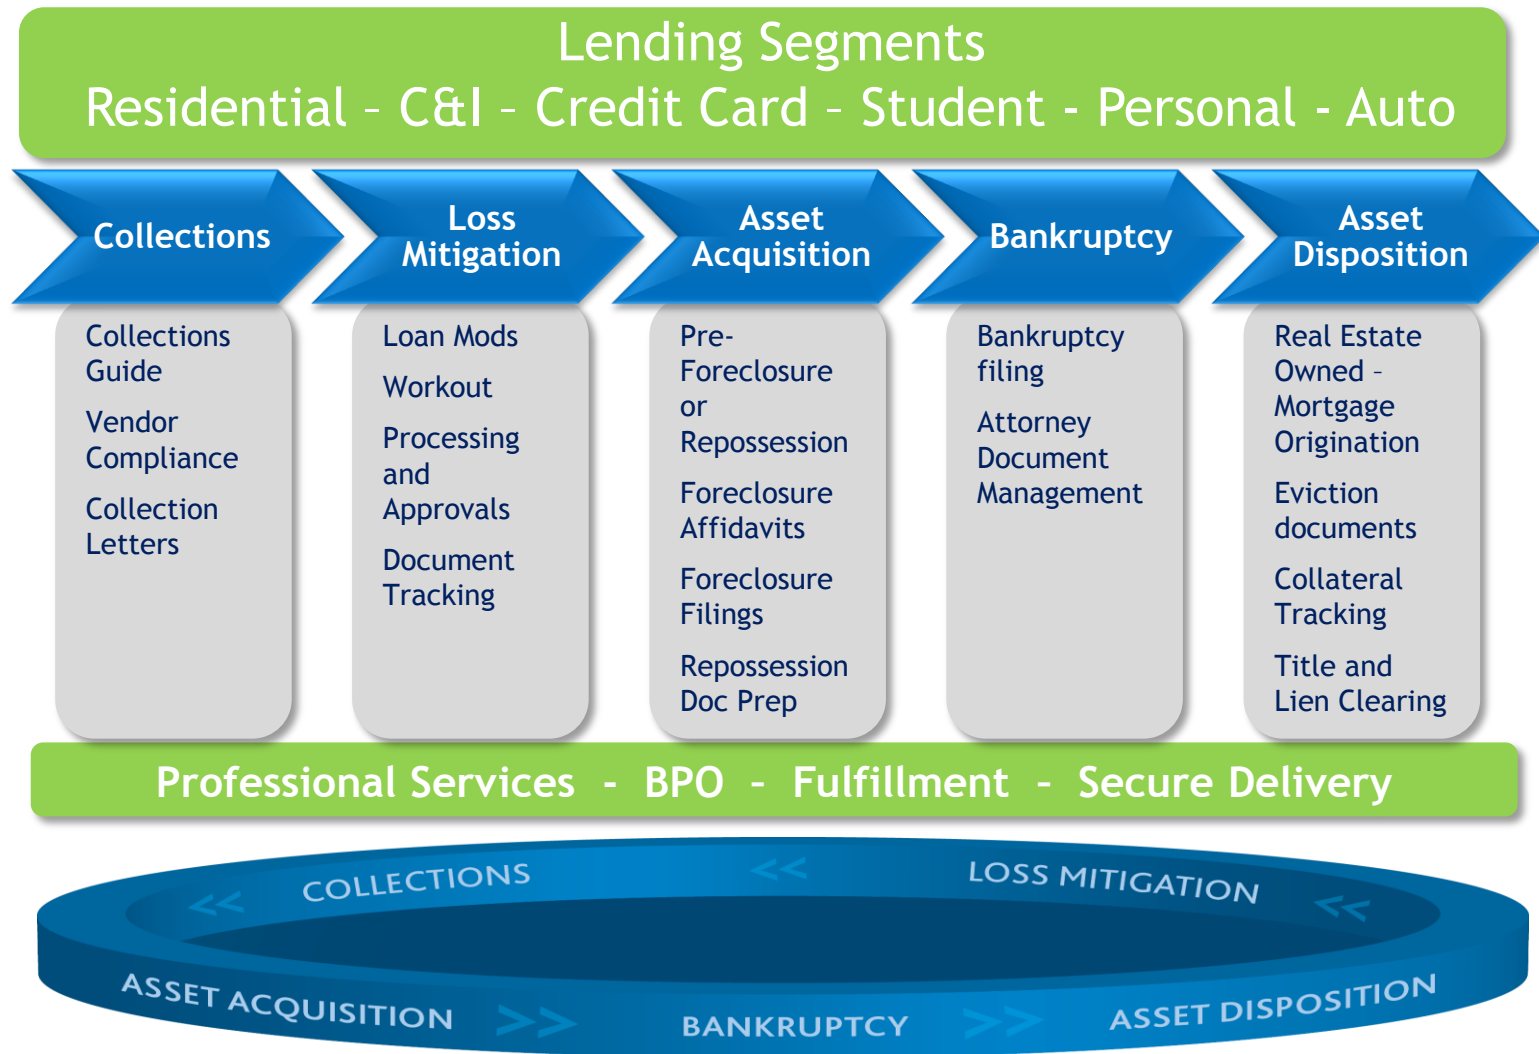 Lending Segments
Residential – C&I – Credit Card – Student - Personal - Auto
Collections
Loss
Mitigation
Asset
Acquisition
Bankruptcy
Asset
Disposition
Collections
Guide
Vendor
Compliance
Collection
Letters
Loan Mods
Workout
Processing
and
Approvals
Document
Tracking
Pre-
Foreclosure
or
Repossession
Foreclosure
Affidavits
Foreclosure
Filings
Repossession
Doc Prep
Bankruptcy
filing
Attorney
Document
Management
Real Estate
Owned –
Mortgage
Origination
Eviction
documents
Collateral
Tracking
Title and
Lien Clearing
Professional Services - BPO – Fulfillment – Secure Delivery
<< COLLECTIONS << LOSS MITIGATION <<
ASSET ACQUISITION >> BANKRUPTCY >> ASSET DISPOSITION